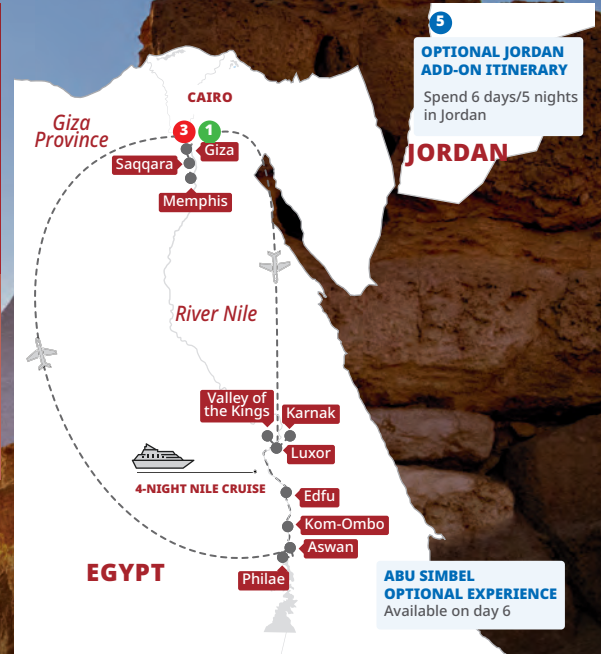 5
OPTIONAL JORDAN
ADD-ON ITINERARY
Spend 6 days/5 nights
in Jordan
JORDAN
CAIRO
Giza
Province
3
1
Giza
Saqqara
Memphis
River Nile
Valley of
the Kings
Karnak
Luxor
4-NIGHT NILE CRUISE
Edfu
Kom-Ombo
Aswan
EGYPT
Philae
ABU SIMBEL
OPTIONAL EXPERIENCE
Available on day 6